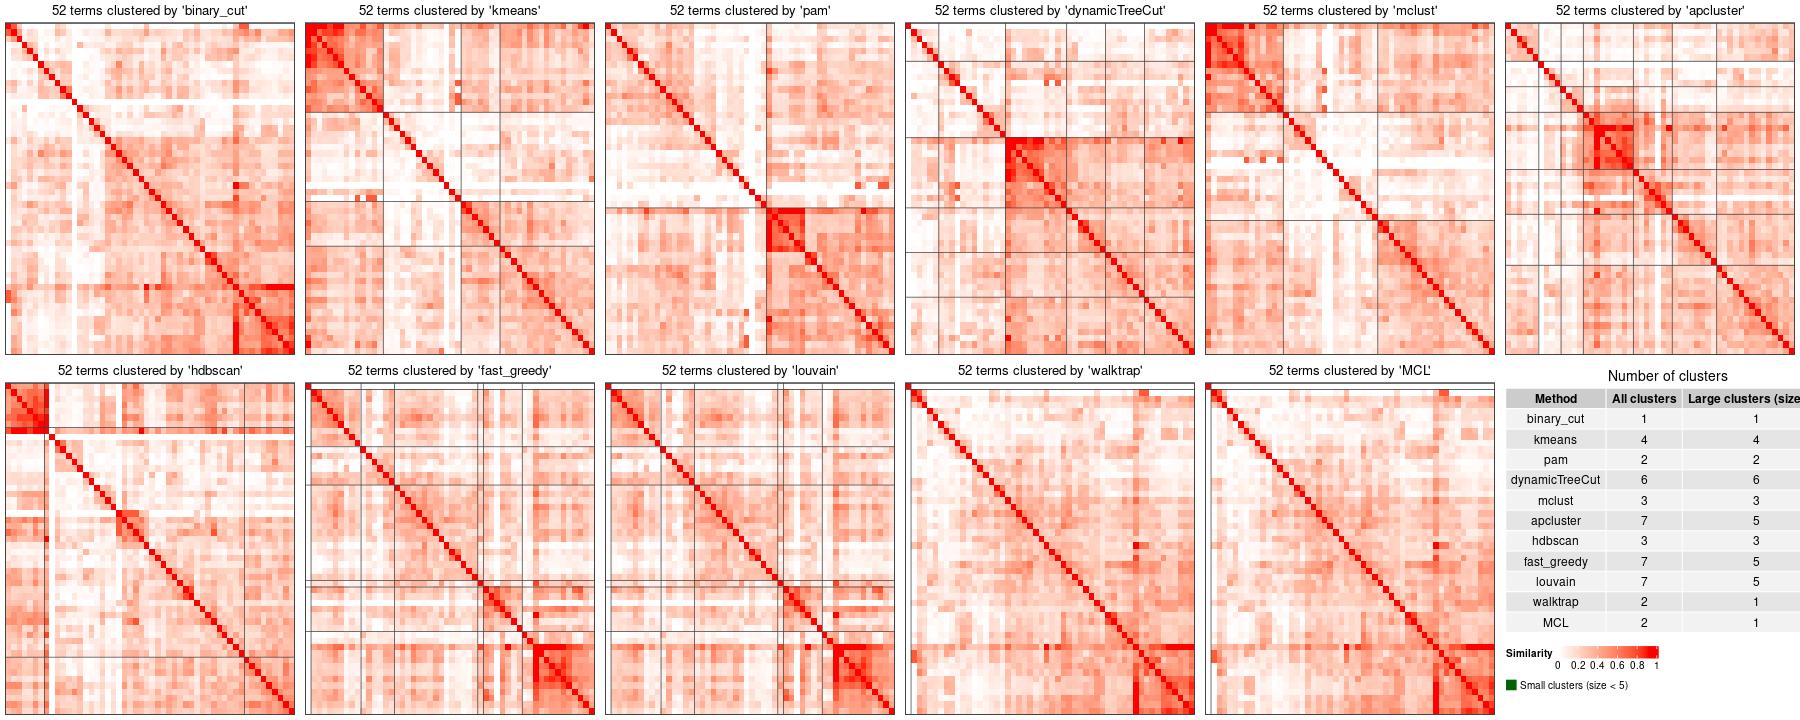 52 terms clustered by 'binary_cut'
52 terms clustered by 'kmeans'
52 terms clustered by 'pam'
52 terms clustered by 'dynamicTreeCut'
52 terms clustered by 'mclust'
52 terms clustered by 'apcluster'
52 terms clustered by 'hdbscan'
52 terms clustered by 'fast_greedy'
52 terms clustered by 'louvain'
52 terms clustered by 'walktrap'
52 terms clustered by 'MCL'
Number of clusters
Method All clusters Large clusters (size
binary_cut 1 1
kmeans 4 4
pam 2 2
dynamicTreeCut 6 6
mclust 3 3
apcluster 7 5
hdbscan 3 3
fast_greedy 7 5
louvain 7 5
walktrap 2 1
MCL 2 1
Similarity
0 0.2 0.4 0.6 0.8 1
Small clusters (size < 5)